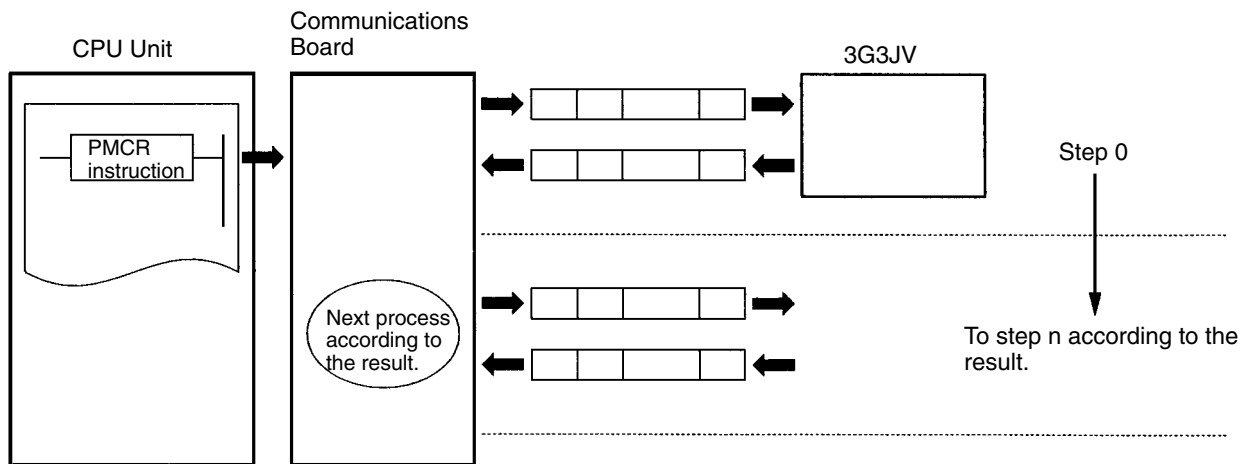 CPU Unit
Communications
Board
3G3JV
PMCR
instruction
Step 0
Next process
according to
the result.
To step n according to the
result.